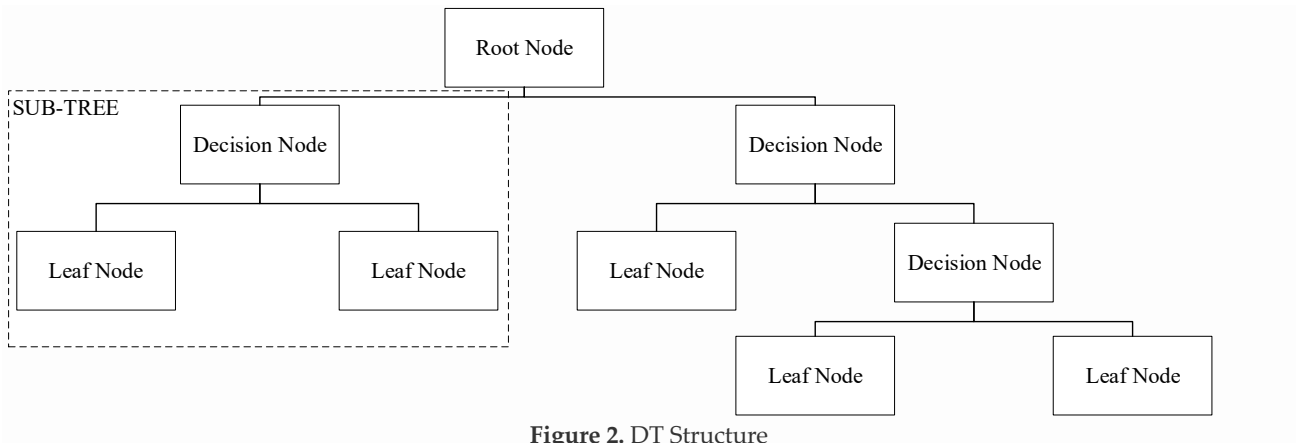 Root Node
SUB-TREE
Decision Node
Decision Node
Leaf Node
Leaf Node
Leaf Node
Decision Node
Leaf Node
Leaf Node
Figure 2. DT Structure